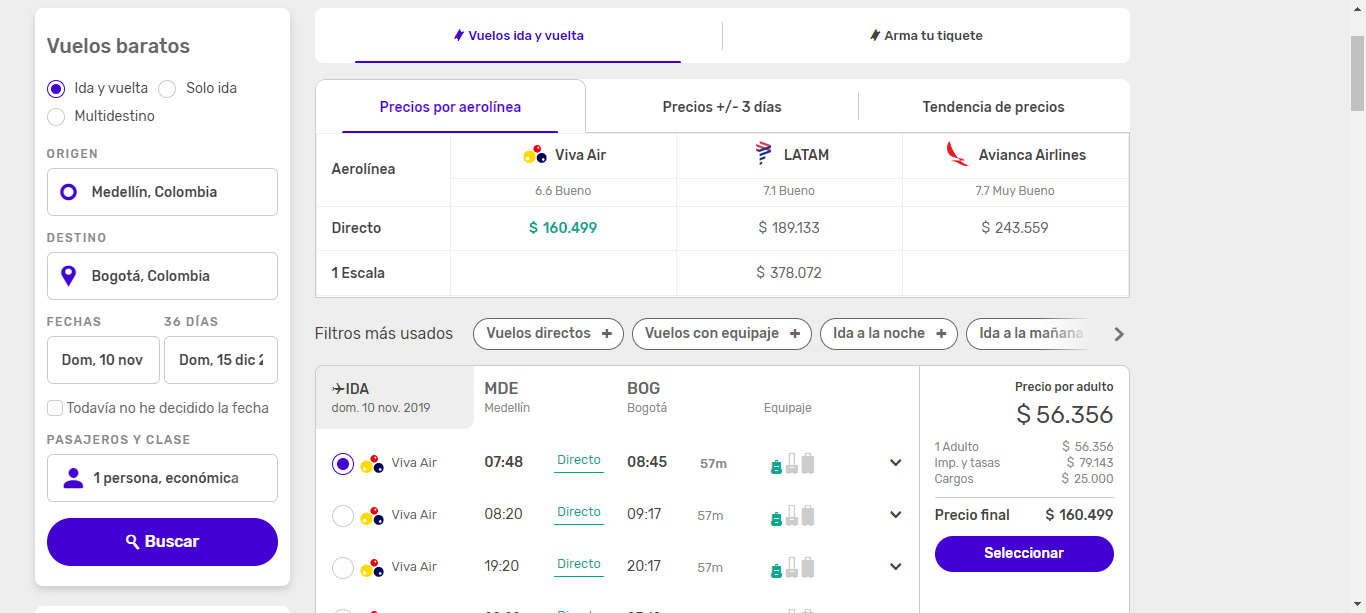 Vuelos baratos
Ida y vuelta
Solo ida
Multidestino
ORIGEN
Medellín, Colombia
DESTINO
Bogotá, Colombia
FECHAS
36 DÍAS
Dom, 10 nov
Dom, 15 dic 2
Todavía no he decidido la fecha
PASAJEROS Y CLASE
1 persona, económica
Buscar
Vuelos ida y vuelta
Arma tu tiquete
Precios por aerolínea
Precios +/- 3 días
Tendencia de precios
Aerolínea
Viva Air
LATAM
Avianca Airlines
6.6 Bueno
7.1 Bueno
7.7 Muy Bueno
Directo
$ 160.499
$ 189.133
$ 243.559
1 Escala
$ 378.072
Filtros más usados
Vuelos directos +
Vuelos con equipaje +
Ida a la noche +
Ida a la mañana
IDA
dom. 10 nov. 2019
MDE
Medellín
BOG
Bogotá
Equipaje
Viva Air 07:48 Directo 08:45 57m
Viva Air 08:20 Directo 09:17 57m
Viva Air 19:20 Directo 20:17 57m
Precio por adulto
$ 56.356
1 Adulto $ 56.356
Imp. y tasas $ 79.143
Cargos $ 25.000
Precio final $ 160.499
Seleccionar